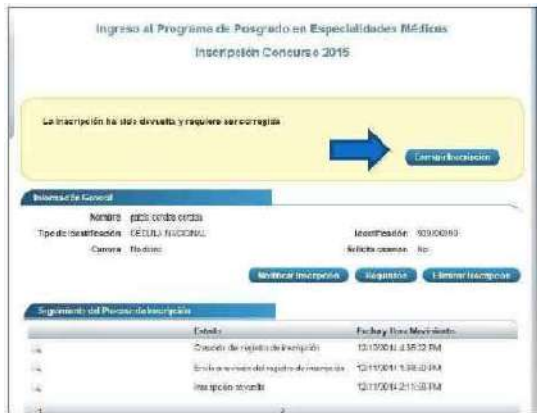 Ingreso al Programa de Posgrado en Especialidades Médicas
Inscripción Concurso 2015
La inscripción ha sido devuelta y requiere ser corregida
Enviar a Inscripción
Información General
Nombre
Tipo de Identificación CÉDULA NACIONAL Identificación
Carrera Medicina Solicita examen No
Modificar Inscripción Requisitos Eliminar Inscripción
Seguimiento del Proceso de Inscripción
Estado Fecha y Hora Movimiento
Creación del registro de inscripción
Envío a revisión del registro de inscripción
Inscripción devuelta